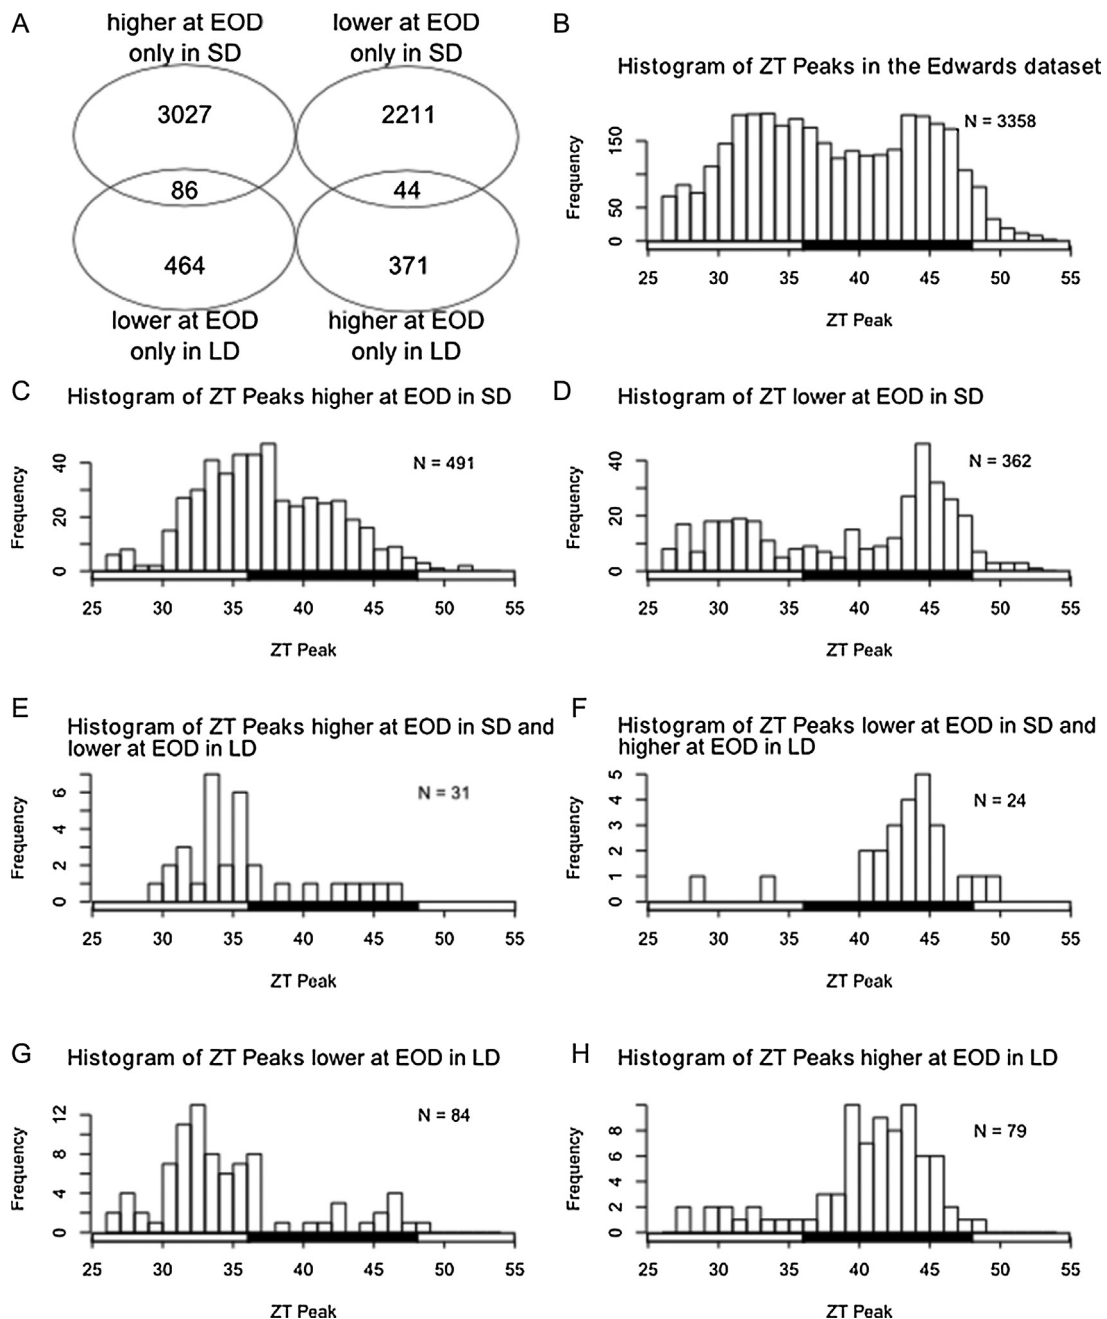 A
higher at EOD
only in SD
lower at EOD
only in SD
3027
2211
86
44
464
371
lower at EOD
only in LD
higher at EOD
only in LD
B
Histogram of ZT Peaks in the Edwards dataset
N = 3358
Frequency
0 50 150
25 30 35 40 45 50 55
ZT Peak
C
Histogram of ZT Peaks higher at EOD in SD
N = 491
Frequency
0 20 40
25 30 35 40 45 50 55
ZT Peak
D
Histogram of ZT lower at EOD in SD
N = 362
Frequency
0 20 40
25 30 35 40 45 50 55
ZT Peak
E
Histogram of ZT Peaks higher at EOD in SD and
lower at EOD in LD
N = 31
Frequency
0 2 4 6
25 30 35 40 45 50 55
ZT Peak
F
Histogram of ZT Peaks lower at EOD in SD and
higher at EOD in LD
N = 24
Frequency
0 1 2 3 4 5
25 30 35 40 45 50 55
ZT Peak
G
Histogram of ZT Peaks lower at EOD in LD
N = 84
Frequency
0 4 8 12
25 30 35 40 45 50 55
ZT Peak
H
Histogram of ZT Peaks higher at EOD in LD
N = 79
Frequency
0 2 4 6 8
25 30 35 40 45 50 55
ZT Peak